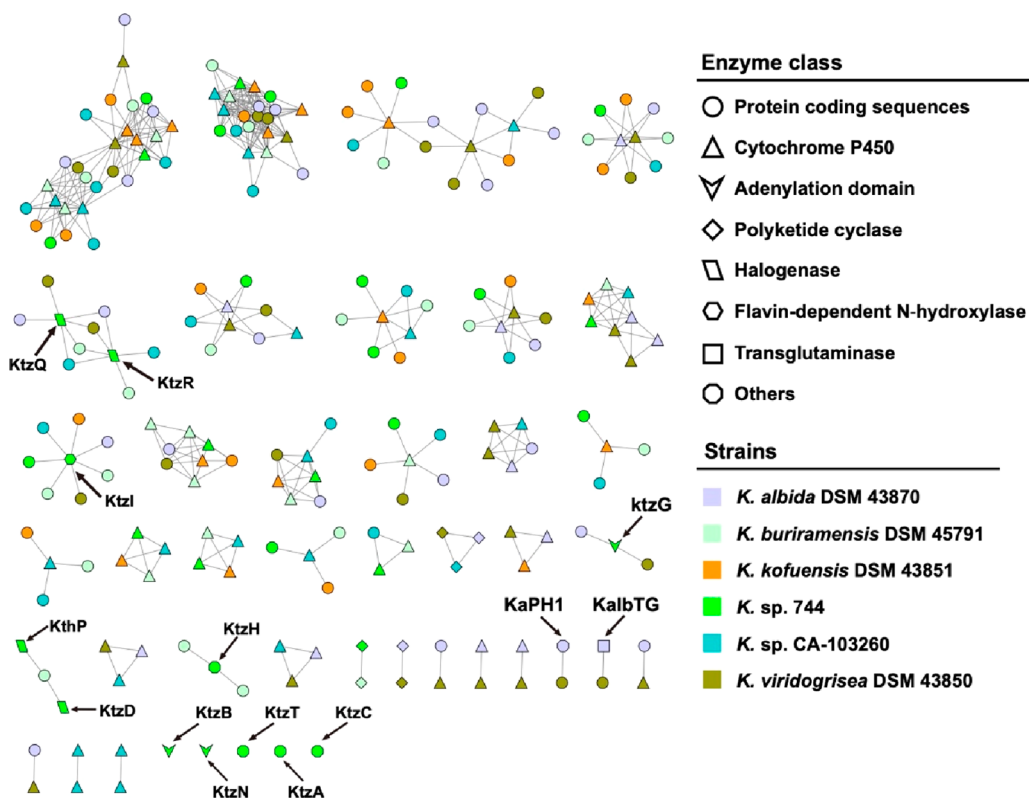 Enzyme class
Protein coding sequences
Cytochrome P450
Adenylation domain
Polyketide cyclase
Halogenase
Flavin-dependent N-hydroxylase
Transglutaminase
Others
Strains
K. albida DSM 43870
K. buriramensis DSM 45791
K. kofuensis DSM 43851
K. sp. 744
K. sp. CA-103260
K. viridogrisea DSM 43850
KtzQ
KtzR
KtzI
ktzG
KthP
KtzH
KaPH1
KalbTG
KtzD
KtzB
KtzT
KtzC
KtzN
KtzA